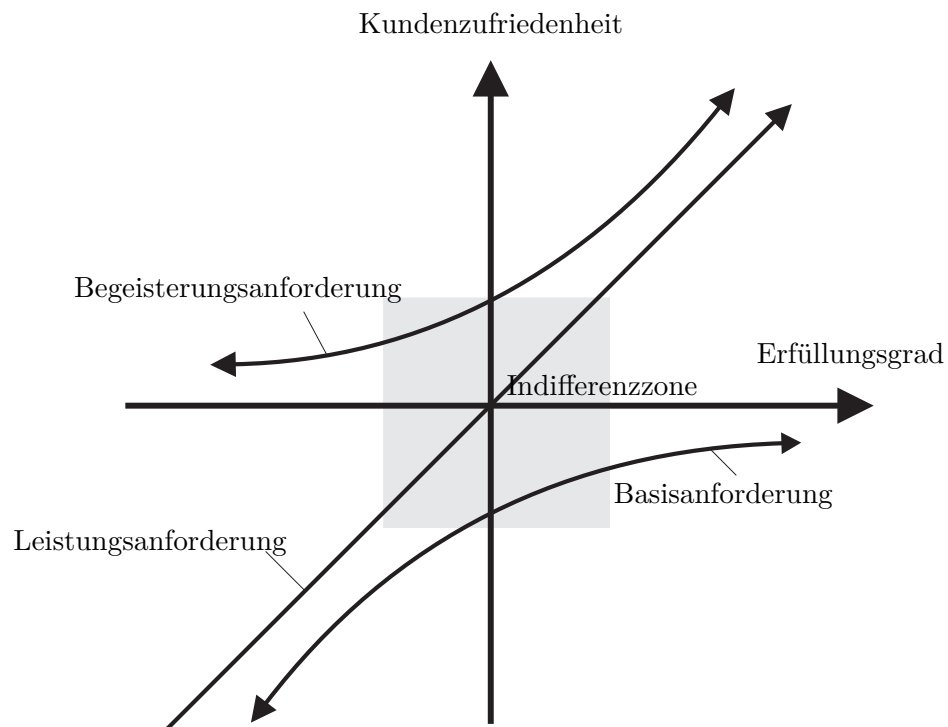 Kundenzufriedenheit
Begeisterungsanforderung
Erfüllungsgrad
Indifferenzzone
Basisanforderung
Leistungsanforderung